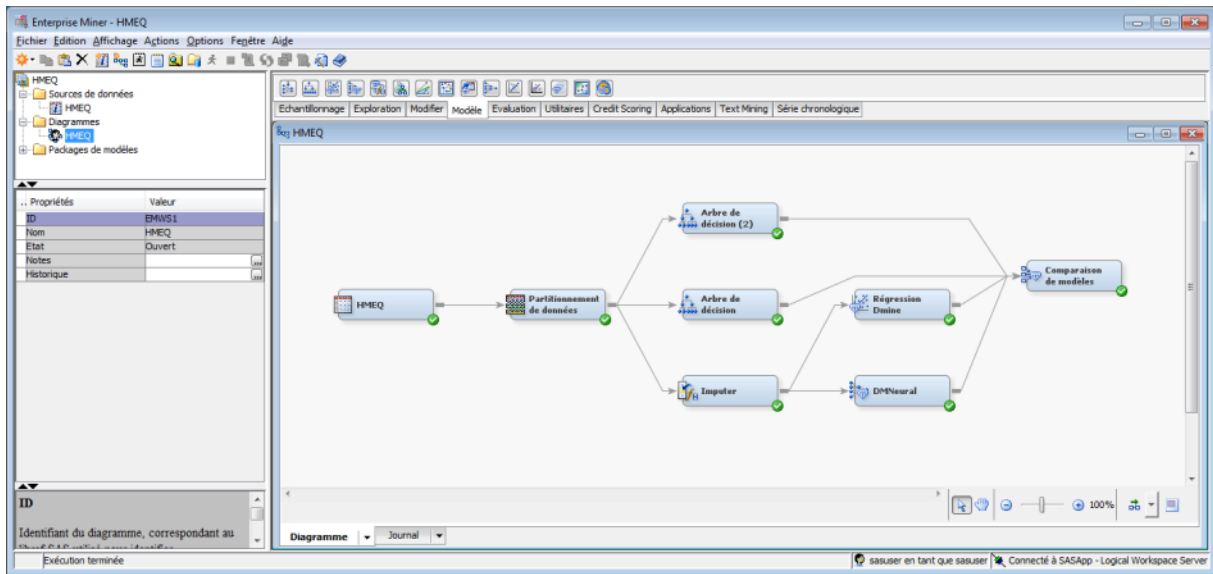 Enterprise Miner - HMEQ
Fichier Edition Affichage Actions Options Fenêtre Aide
HMEQ
Sources de données
HMEQ
Diagrammes
HMEQ
Packages de modèles
Echantillonnage Exploration Modifier Modèle Evaluation Utilitaires Credit Scoring Applications Text Mining Série chronologique
HMEQ
.. Propriétés Valeur
ID EMWS1
Nom HMEQ
Etat Ouvert
Notes
Historique
Arbre de
décision (2)
HMEQ
Partitionnement
de données
Arbre de
décision
Régression
Dmine
Comparaison
de modèles
Imputer
DMNeural
ID
Identifiant du diagramme, correspondant au
100%
Diagramme Journal
Exécution terminée
sasuser en tant que sasuser Connecté à SASApp - Logical Workspace Server